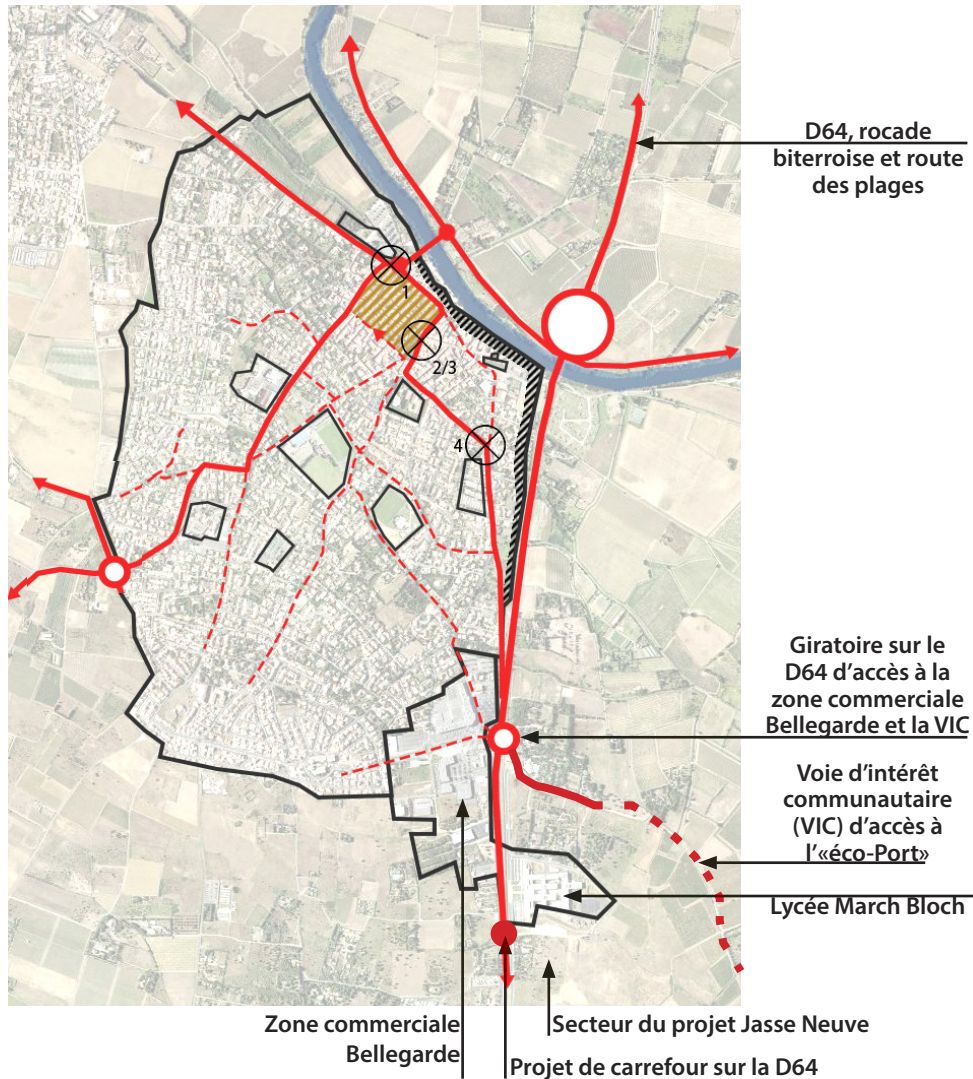 D64, rocade
biterroise et route
des plages
1
2/3
4
Giratoire sur le
D64 d'accès à la
zone commerciale
Bellegarde et la VIC
Voie d'intérêt
communautaire
(VIC) d'accès à
l'«éco-Port»
Lycée March Bloch
Zone commerciale
Bellegarde
Secteur du projet Jasse Neuve
Projet de carrefour sur la D64